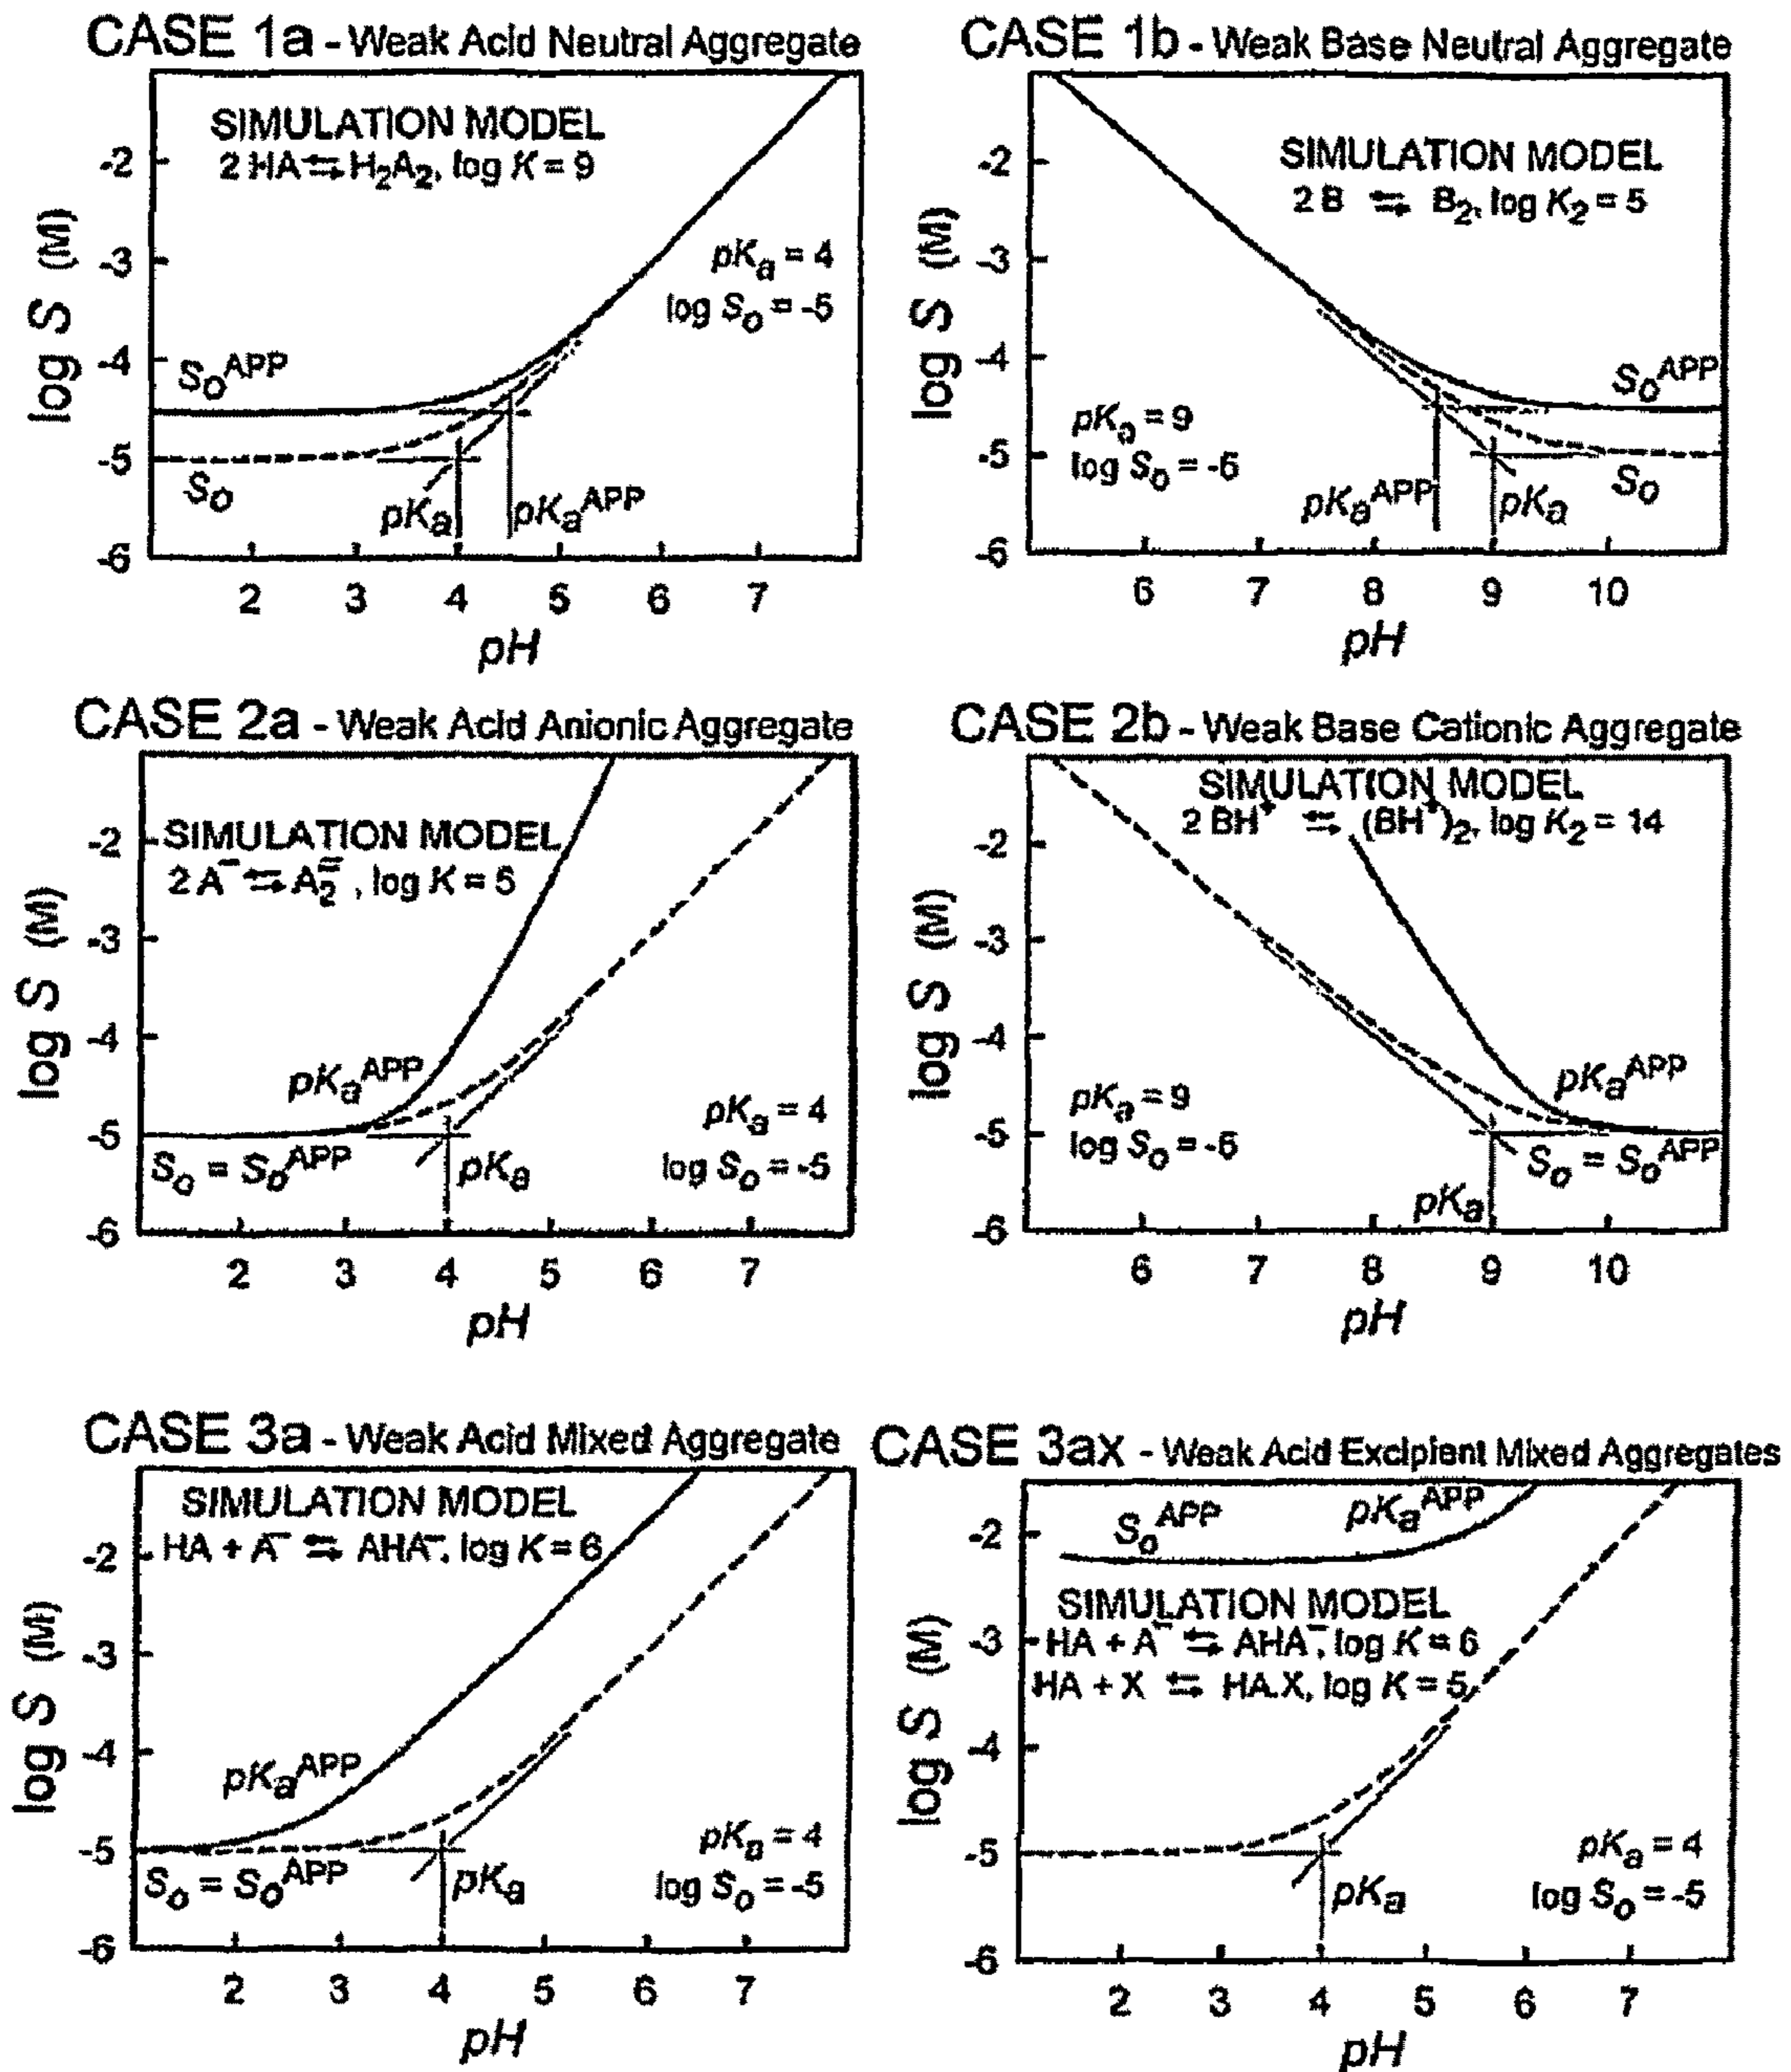 CASE 1a - Weak Acid Neutral Aggregate
SIMULATION MODEL
2 HA ⇆ H₂A₂, log K = 9
pKa = 4
log So = -5
So^APP
So
pKa
pKa^APP
log S (M)
-2
-3
-4
-5
-6
2 3 4 5 6 7
pH
CASE 1b - Weak Base Neutral Aggregate
SIMULATION MODEL
2 B ⇆ B₂, log K₂ = 5
pKa = 9
log So = -5
So^APP
So
pKa^APP
pKa
log S (M)
-2
-3
-4
-5
-6
6 7 8 9 10
pH
CASE 2a - Weak Acid Anionic Aggregate
SIMULATION MODEL
2 A⁻ ⇆ A₂⁼, log K = 5
pKa^APP
So = So^APP
pKa
pKa = 4
log So = -5
log S (M)
-2
-3
-4
-5
-6
2 3 4 5 6 7
pH
CASE 2b - Weak Base Cationic Aggregate
SIMULATION MODEL
2 BH⁺ ⇆ (BH⁺)₂, log K₂ = 14
pKa = 9
log So = -5
pKa^APP
So = So^APP
pKa
log S (M)
-2
-3
-4
-5
-6
6 7 8 9 10
pH
CASE 3a - Weak Acid Mixed Aggregate
SIMULATION MODEL
HA + A⁻ ⇆ AHA⁻, log K = 6
pKa^APP
So = So^APP
pKa
pKa = 4
log So = -5
log S (M)
-2
-3
-4
-5
-6
2 3 4 5 6 7
pH
CASE 3ax - Weak Acid Excipient Mixed Aggregates
So^APP
pKa^APP
SIMULATION MODEL
HA + A⁻ ⇆ AHA⁻, log K = 6
HA + X ⇆ HA.X, log K = 5
pKa
pKa = 4
log So = -5
log S (M)
-2
-3
-4
-5
-6
2 3 4 5 6 7
pH